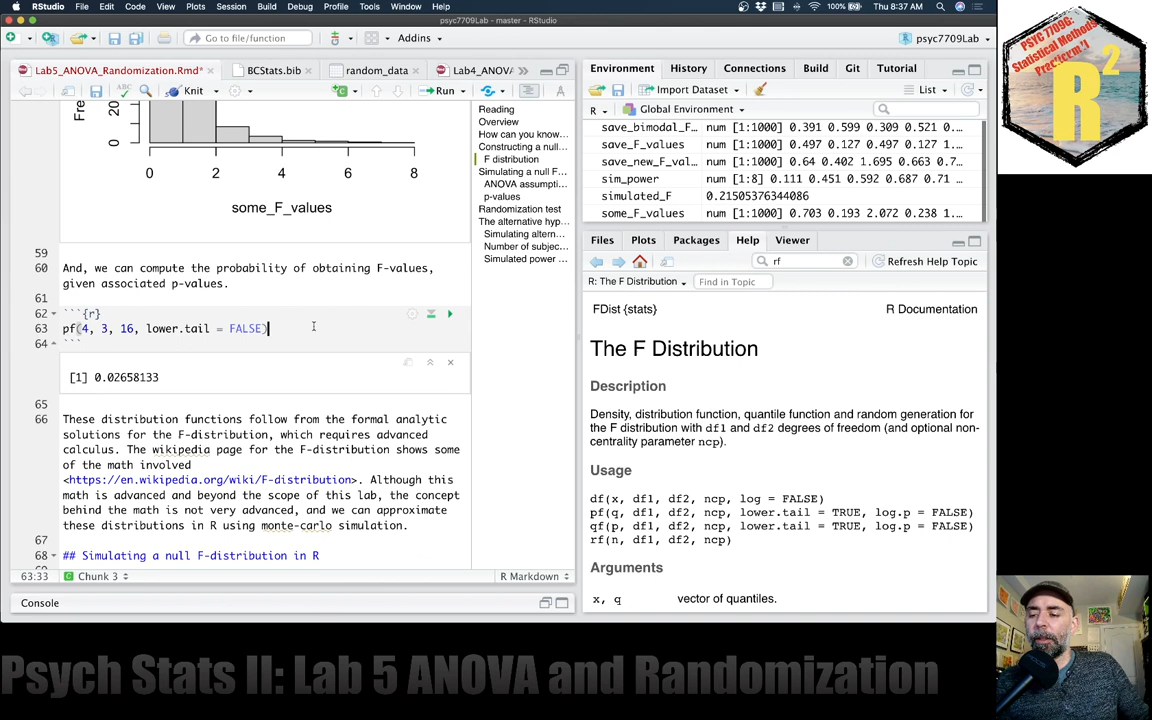 RStudio File Edit Code View Plots Session Build Debug Profile Tools Window Help 100% Thu 8:37 AM
psyc7709Lab - master - RStudio
Go to file/function Addins psyc7709Lab
Lab5_ANOVA_Randomization.Rmd* BCStats.bib random_data Lab4_ANOVA
Knit Run
Fre
20
0
0 2 4 6 8
some_F_values
59
60 And, we can compute the probability of obtaining F-values,
given associated p-values.
61
62 ```{r}
63 pf(4, 3, 16, lower.tail = FALSE)
64 ```
[1] 0.02658133
65
66 These distribution functions follow from the formal analytic
solutions for the F-distribution, which requires advanced
calculus. The wikipedia page for the F-distribution shows some
of the math involved
<https://en.wikipedia.org/wiki/F-distribution>. Although this
math is advanced and beyond the scope of this lab, the concept
behind the math is not very advanced, and we can approximate
these distributions in R using monte-carlo simulation.
67
68 ## Simulating a null F-distribution in R
63:33 Chunk 3 R Markdown
Console
Reading
Overview
How can you know...
Constructing a null...
F distribution
Simulating a null F...
ANOVA assumpti...
p-values
Randomization test
The alternative hyp...
Simulating altern...
Number of subjec...
Simulated power ...
Environment History Connections Build Git Tutorial
Import Dataset List
R Global Environment
save_bimodal_F… num [1:1000] 0.391 0.599 0.309 0.521 0.…
save_F_values num [1:1000] 0.497 0.127 0.497 0.127 1.…
save_new_F_val… num [1:1000] 0.64 0.402 1.695 0.663 0.7…
sim_power num [1:8] 0.111 0.451 0.592 0.687 0.71 …
simulated_F 0.21505376344086
some_F_values num [1:1000] 0.703 0.193 2.072 0.238 1.…
Files Plots Packages Help Viewer
rf Refresh Help Topic
R: The F Distribution Find in Topic
FDist {stats} R Documentation
The F Distribution
Description
Density, distribution function, quantile function and random generation for
the F distribution with df1 and df2 degrees of freedom (and optional non-
centrality parameter ncp).
Usage
df(x, df1, df2, ncp, log = FALSE)
pf(q, df1, df2, ncp, lower.tail = TRUE, log.p = FALSE)
qf(p, df1, df2, ncp, lower.tail = TRUE, log.p = FALSE)
rf(n, df1, df2, ncp)
Arguments
x, q vector of quantiles.
PSYC 7709G:
Statistical Methods
R2
Psych Stats II: Lab 5 ANOVA and Randomization